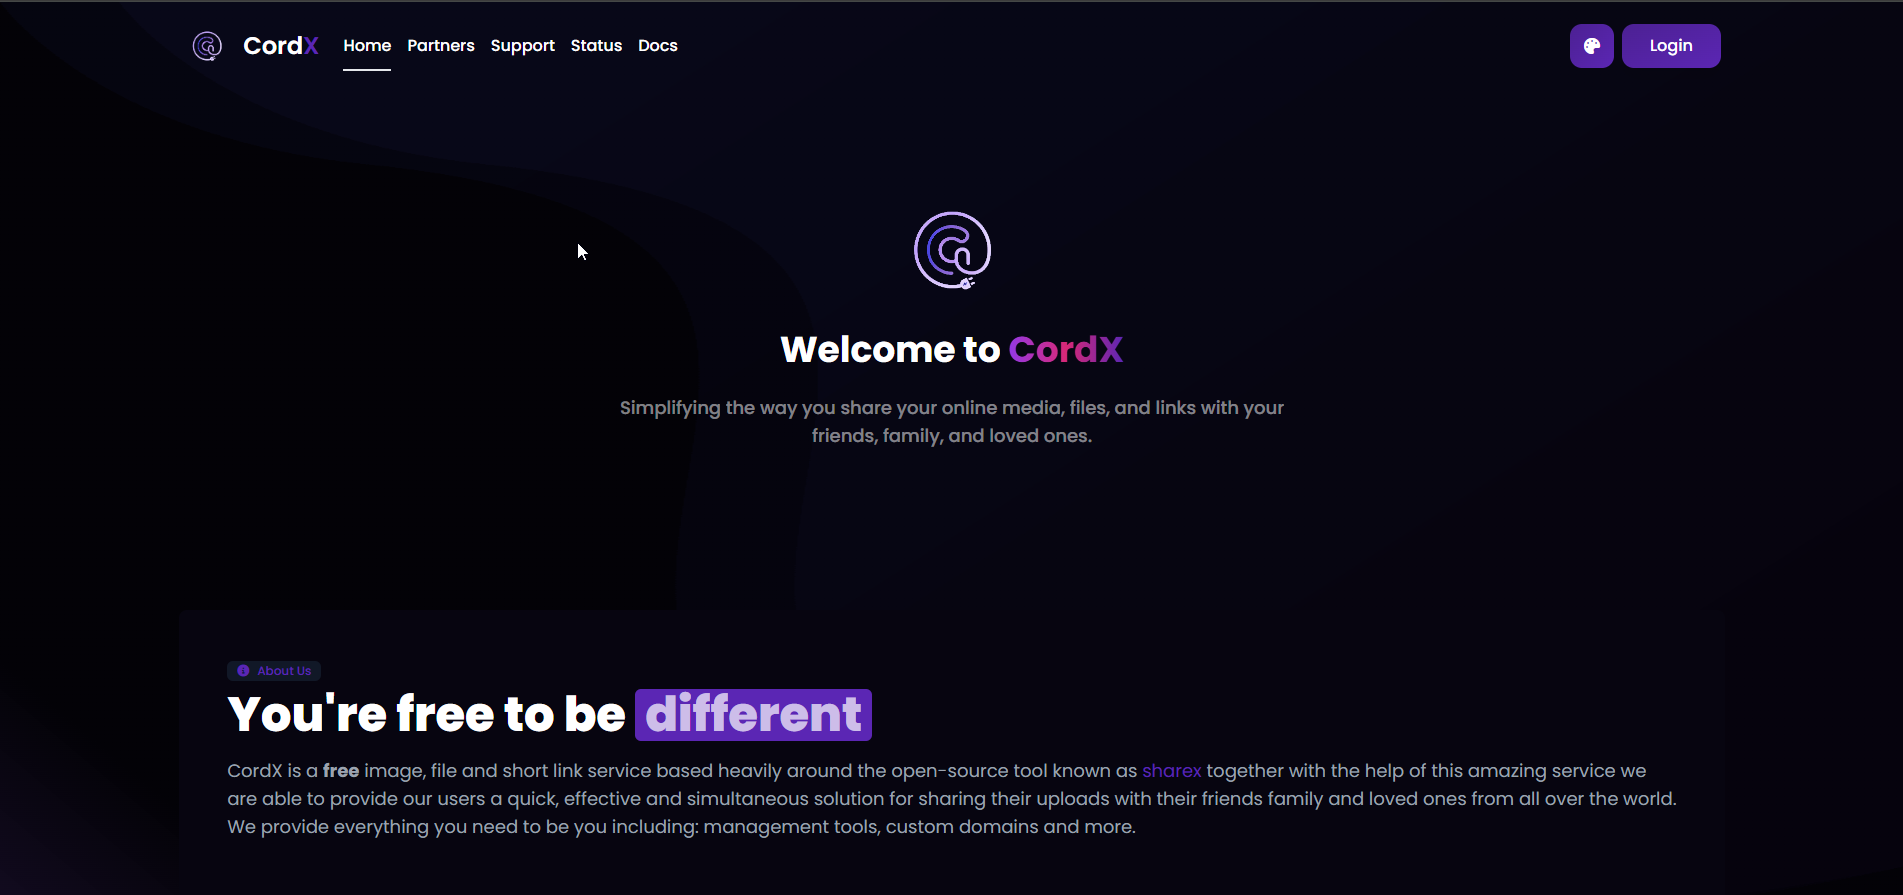 CordX Home Partners Support Status Docs Login
Welcome to CordX
Simplifying the way you share your online media, files, and links with your
friends, family, and loved ones.
About Us
You're free to be different
CordX is a free image, file and short link service based heavily around the open-source tool known as sharex together with the help of this amazing service we
are able to provide our users a quick, effective and simultaneous solution for sharing their uploads with their friends family and loved ones from all over the world.
We provide everything you need to be you including: management tools, custom domains and more.